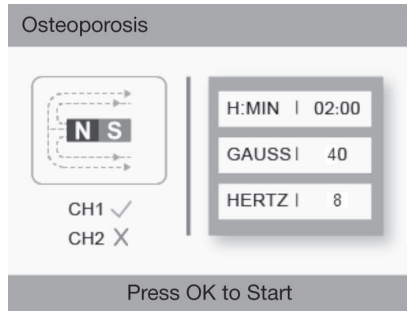 Osteoporosis
N S
CH1 ✓
CH2 X
H:MIN | 02:00
GAUSS | 40
HERTZ | 8
Press OK to Start